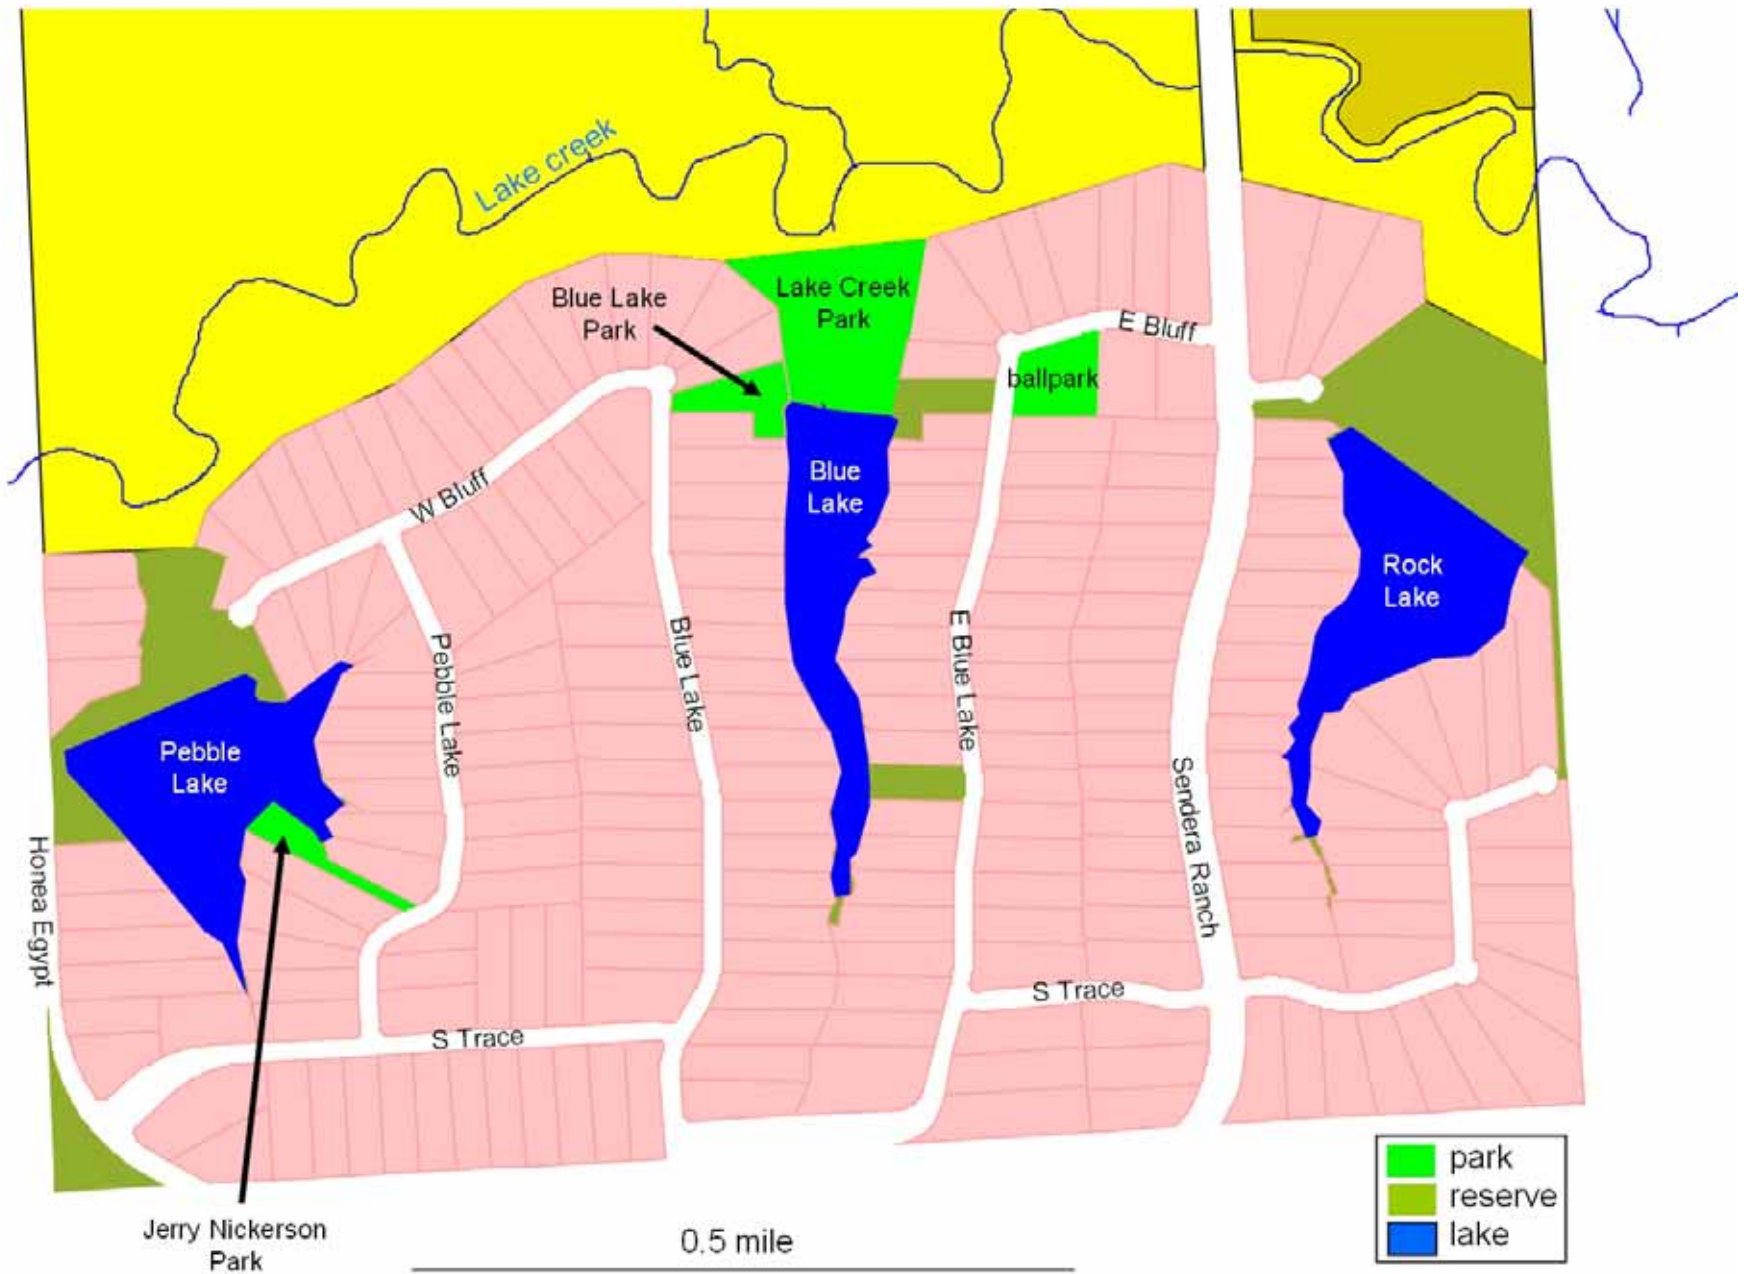 Lake creek
Blue Lake
Park
Lake Creek
Park
E Bluff
ballpark
W Bluff
Blue
Lake
Rock
Lake
Pebble Lake
Blue Lake
E Blue Lake
Pebble
Lake
Sendera Ranch
Honea Egypt
S Trace
S Trace
Jerry Nickerson
Park
0.5 mile
park
reserve
lake